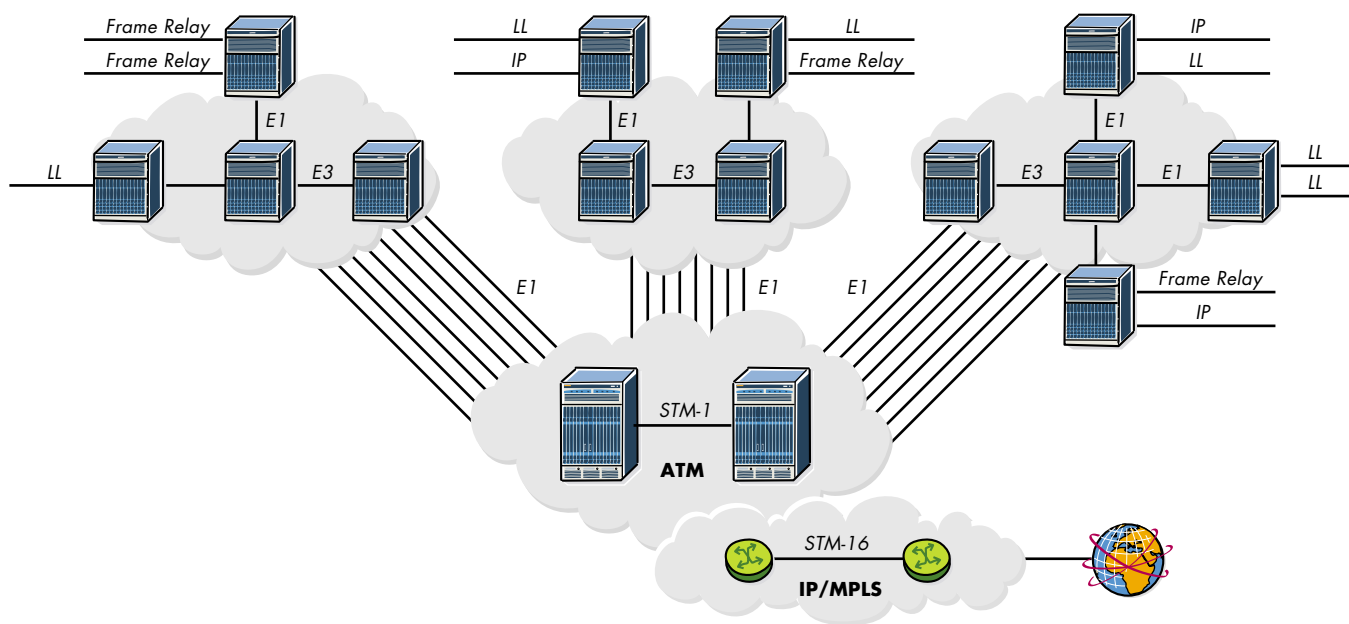 Frame Relay
Frame Relay
LL
IP
LL
Frame Relay
IP
LL
E1
E1
E1
LL
E3
E3
E3
E1
LL
LL
E1
E1
E1
Frame Relay
IP
STM-1
ATM
STM-16
IP/MPLS